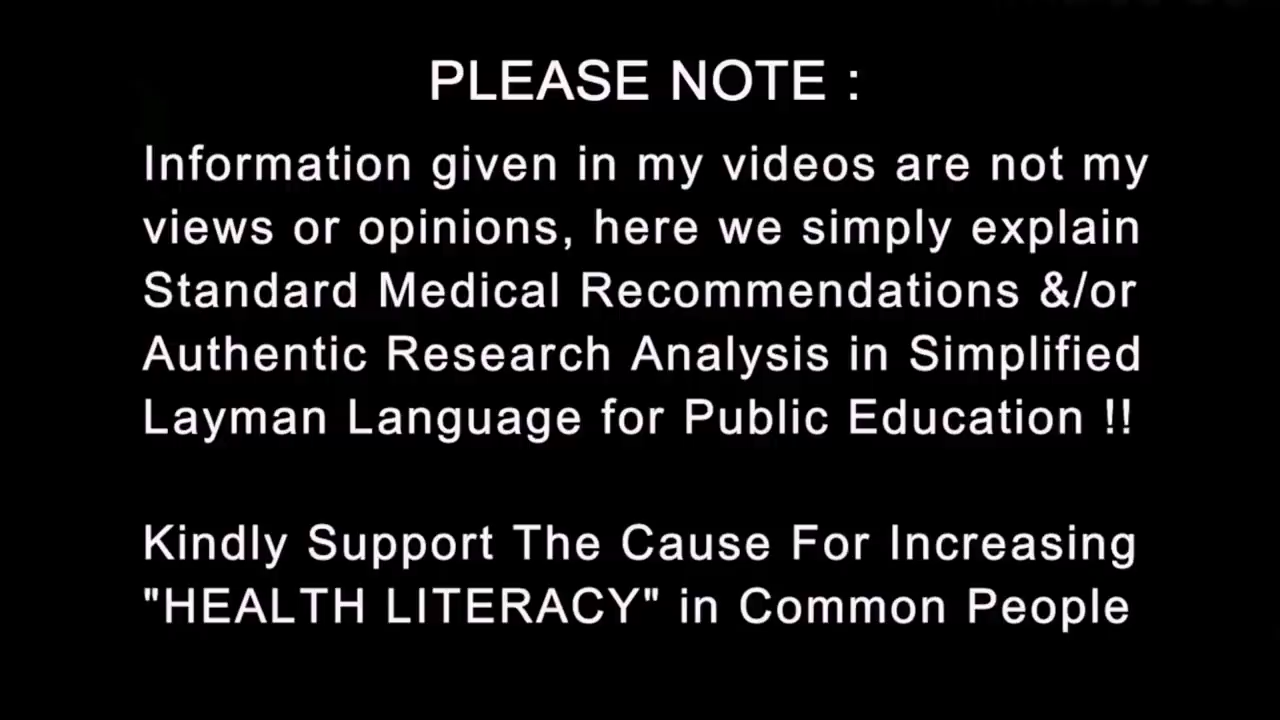 PLEASE NOTE :
Information given in my videos are not my
views or opinions, here we simply explain
Standard Medical Recommendations &/or
Authentic Research Analysis in Simplified
Layman Language for Public Education !!
Kindly Support The Cause For Increasing
"HEALTH LITERACY" in Common People